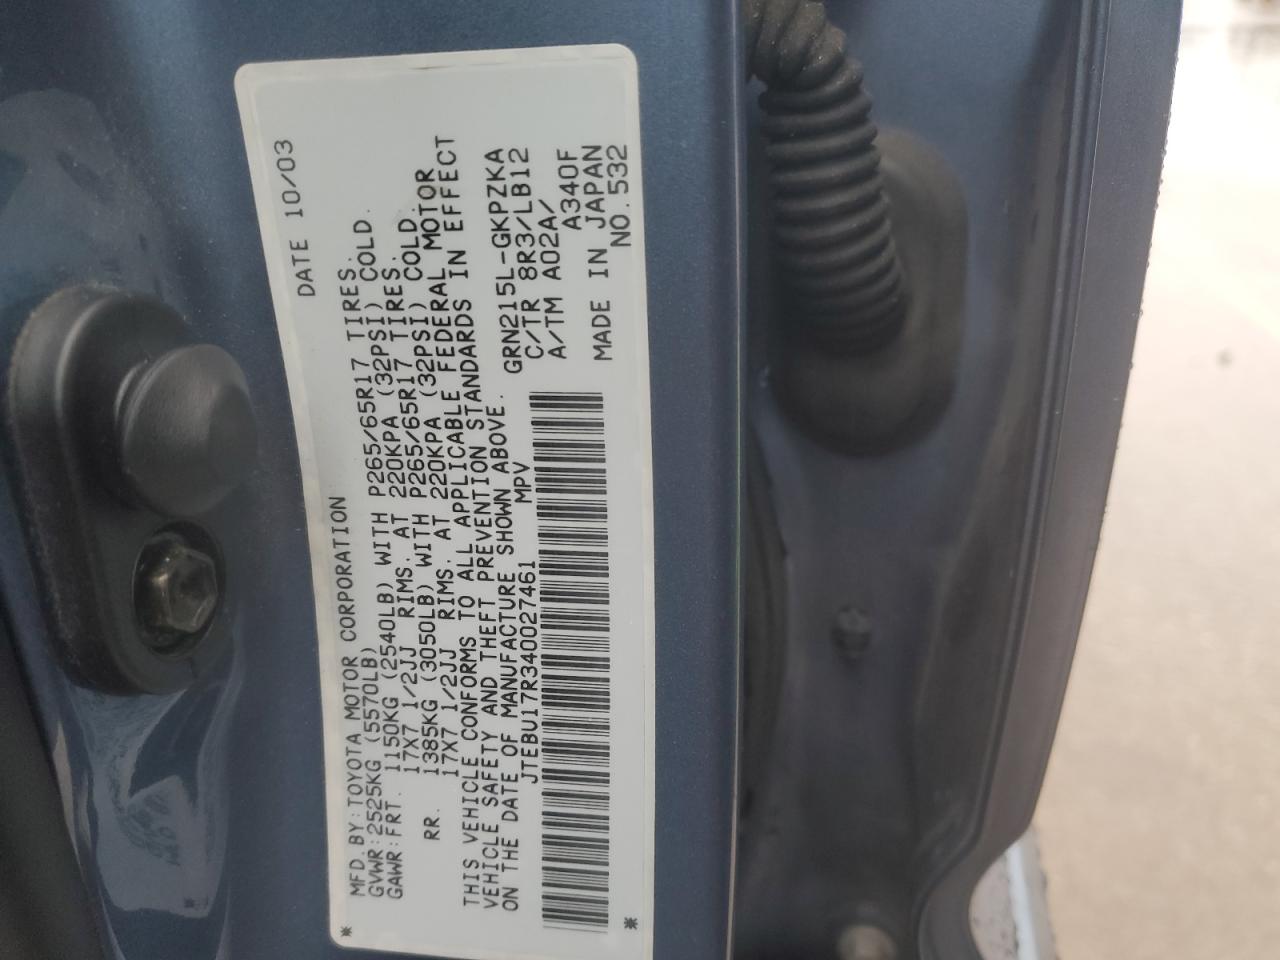 MFD. BY: TOYOTA MOTOR CORPORATION DATE 10/03
GVWR: 2525KG (5570LB)
GAWR: FRT. 1150KG (2540LB) WITH P265/65R17 TIRES.
17X7 1/2JJ RIMS. AT 220KPA (32PSI) COLD.
RR. 1385KG (3050LB) WITH P265/65R17 TIRES.
17X7 1/2JJ RIMS. AT 220KPA (32PSI) COLD.
THIS VEHICLE CONFORMS TO ALL APPLICABLE FEDERAL MOTOR
VEHICLE SAFETY AND THEFT PREVENTION STANDARDS IN EFFECT
ON THE DATE OF MANUFACTURE SHOWN ABOVE.
JTEBU17R340027461 MPV
GRN215L-GKPZKA
C/TR 8R3/LB12
A/TM A02A/ A340F
MADE IN JAPAN
NO.532
* *